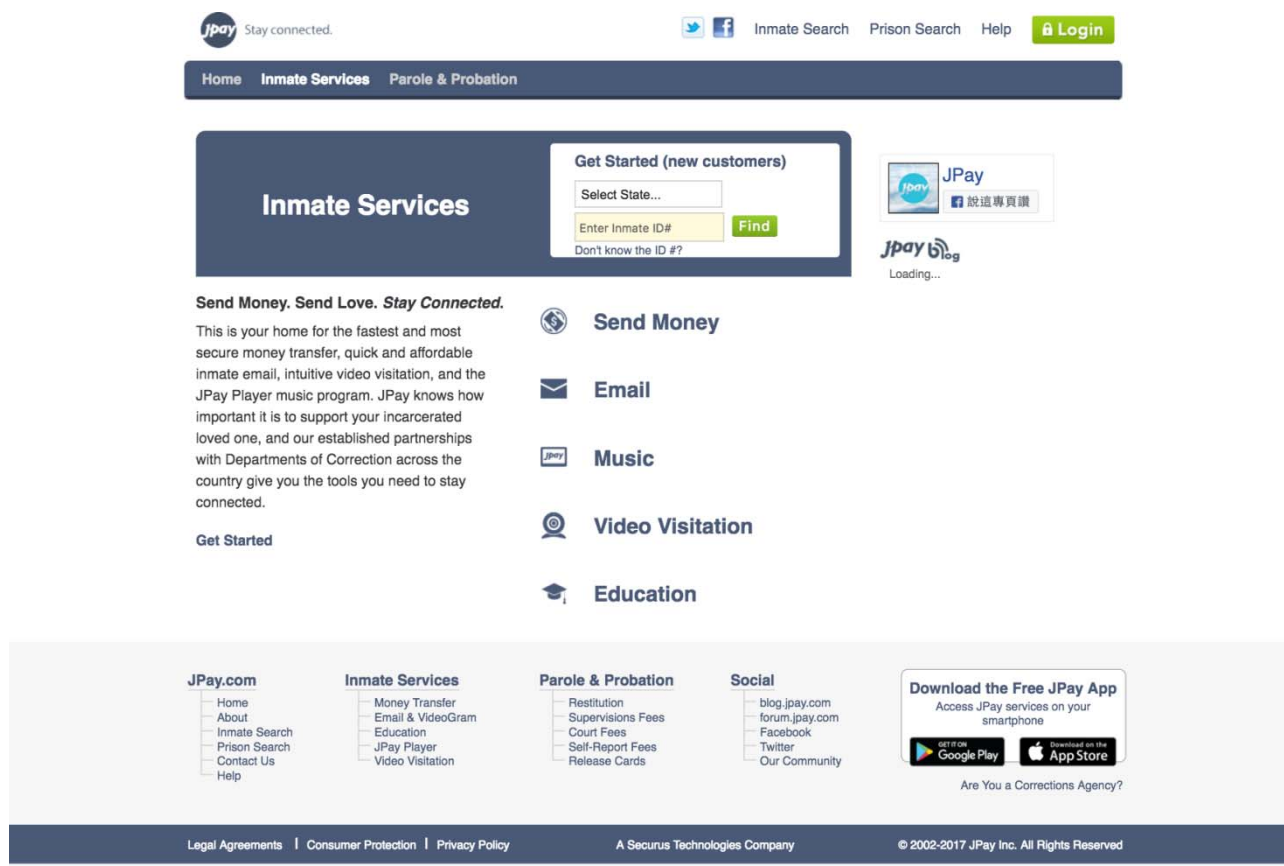 Jpay Stay connected.
Inmate Search Prison Search Help Login
Home Inmate Services Parole & Probation
Inmate Services
Get Started (new customers)
Select State...
Enter Inmate ID# Find
Don't know the ID #?
Jpay JPay
說這專頁讚
Jpay Blog
Loading...
Send Money. Send Love. Stay Connected.
This is your home for the fastest and most
secure money transfer, quick and affordable
inmate email, intuitive video visitation, and the
JPay Player music program. JPay knows how
important it is to support your incarcerated
loved one, and our established partnerships
with Departments of Correction across the
country give you the tools you need to stay
connected.
Get Started
Send Money
Email
Jpay Music
Video Visitation
Education
JPay.com
Home
About
Inmate Search
Prison Search
Contact Us
Help
Inmate Services
Money Transfer
Email & VideoGram
Education
JPay Player
Video Visitation
Parole & Probation
Restitution
Supervisions Fees
Court Fees
Self-Report Fees
Release Cards
Social
blog.jpay.com
forum.jpay.com
Facebook
Twitter
Our Community
Download the Free JPay App
Access JPay services on your
smartphone
GET IT ON
Google Play
Download on the
App Store
Are You a Corrections Agency?
Legal Agreements | Consumer Protection | Privacy Policy
A Securus Technologies Company
© 2002-2017 JPay Inc. All Rights Reserved